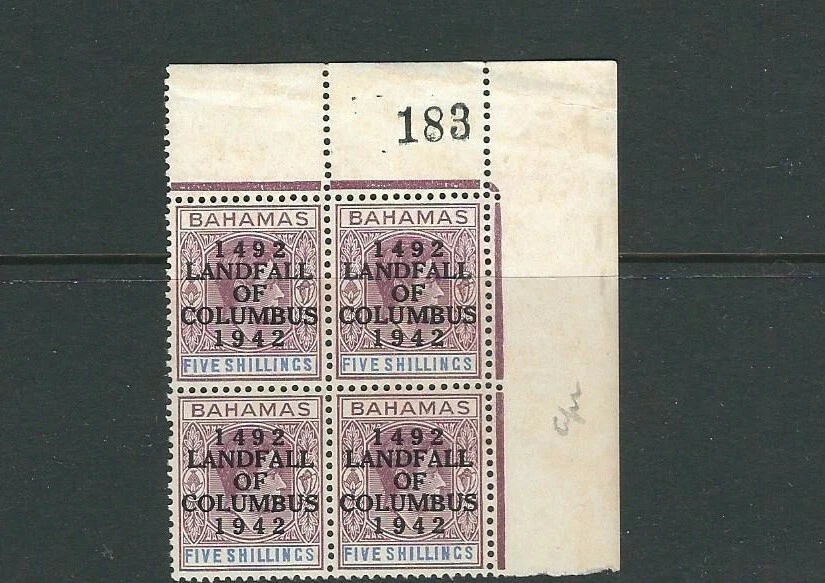 183
BAHAMAS BAHAMAS
1492 1492
LANDFALL LANDFALL
OF OF
COLUMBUS COLUMBUS
1942 1942
FIVE SHILLINGS FIVE SHILLINGS
BAHAMAS BAHAMAS
1492 1492
LANDFALL LANDFALL
OF OF
COLUMBUS COLUMBUS
1942 1942
FIVE SHILLINGS FIVE SHILLINGS